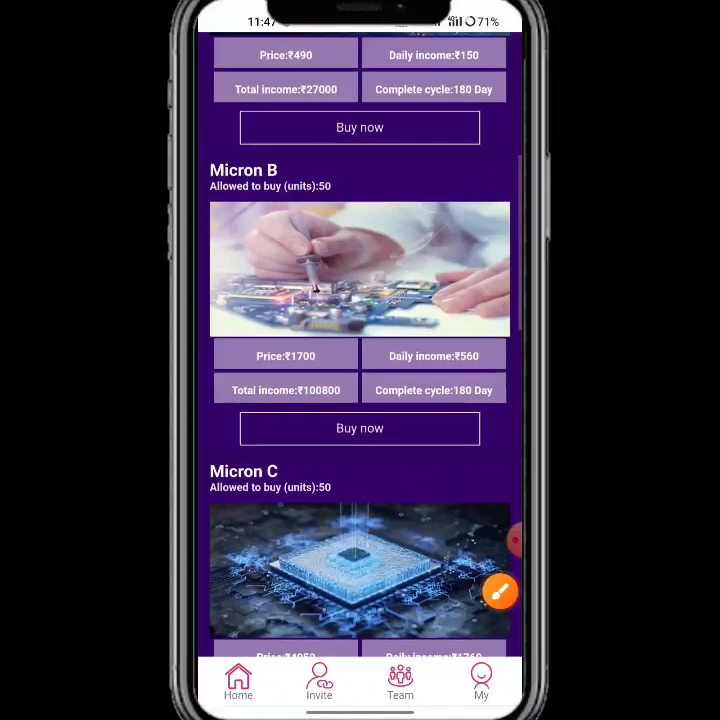 11:47
71%
Price:₹490
Daily income:₹150
Total income:₹27000
Complete cycle:180 Day
Buy now
Micron B
Allowed to buy (units):50
Price:₹1700
Daily income:₹560
Total income:₹100800
Complete cycle:180 Day
Buy now
Micron C
Allowed to buy (units):50
Home
Invite
Team
My